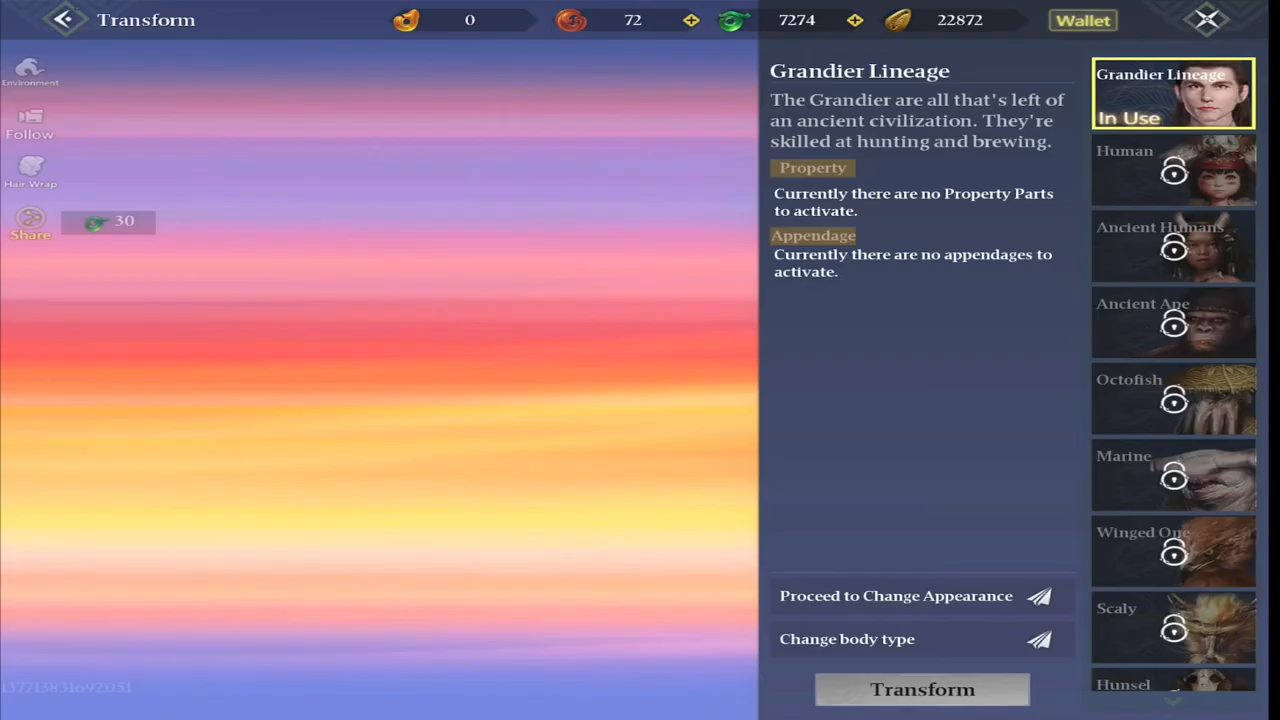 Transform
0
72
7274
22872
Wallet
Environment
Follow
Hair Wrap
Share
30
Grandier Lineage
The Grandier are all that's left of
an ancient civilization. They're
skilled at hunting and brewing.
Property
Currently there are no Property Parts
to activate.
Appendage
Currently there are no appendages to
activate.
Proceed to Change Appearance
Change body type
Transform
Grandier Lineage
In Use
Human
Ancient Humans
Ancient Ape
Octofish
Marine
Winged One
Scaly
Hunsel
137713831692051